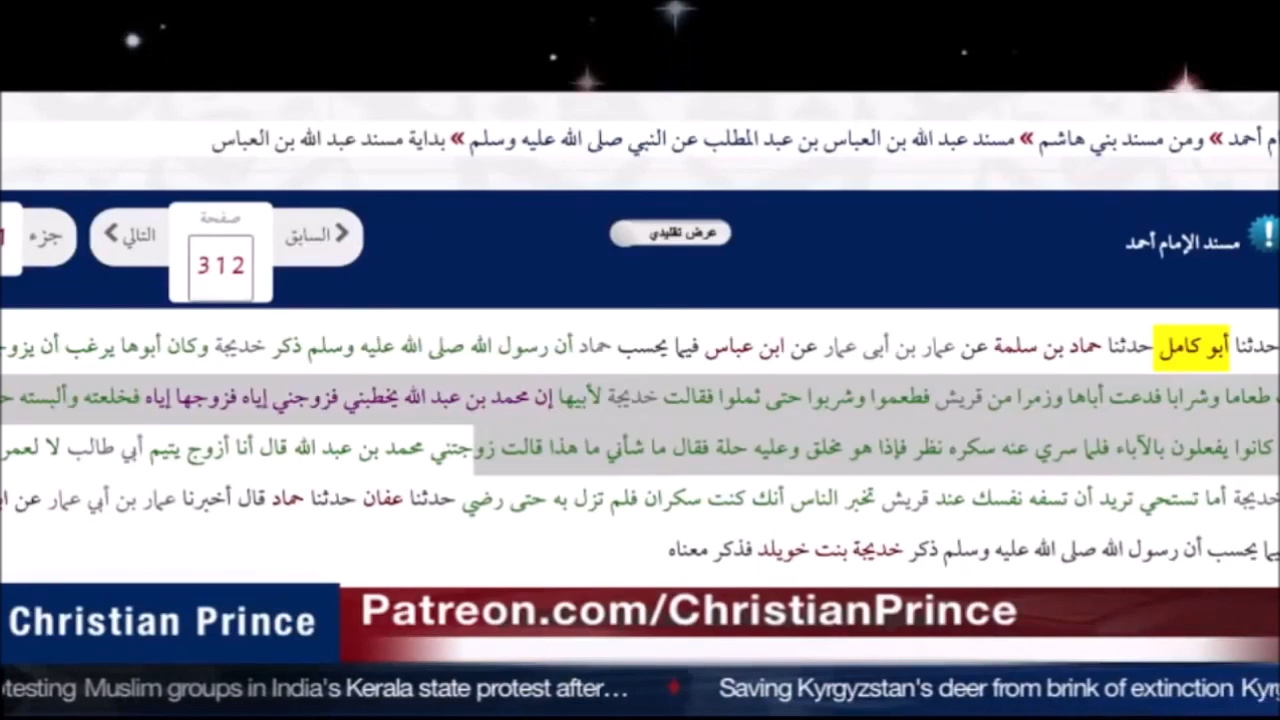 م أحمد » ومن مسند بني هاشم » مسند عبد الله بن العباس بن عبد المطلب عن النبي صلى الله عليه وسلم » بداية مسند عبد الله بن العباس
مسند الإمام أحمد
عرض تقليدي
السابق
صفحة
312
التالي
جزء
حدثنا أبو كامل حدثنا حماد بن سلمة عن عمار بن أبي عمار عن ابن عباس فيما يحسب حماد أن رسول الله صلى الله عليه وسلم ذكر خديجة وكان أبوها يرغب أن يزو
طعاما وشرابا فدعت أباها وزمرا من قريش فطعموا وشربوا حتى ثملوا فقالت خديجة لأبيها إن محمد بن عبد الله يخطبني فزوجني إياه فزوجها إياه فخلعته وألبسته ح
كانوا يفعلون بالآباء فلما سري عنه سكره نظر فإذا هو مخلق وعليه حلة فقال ما شأني ما هذا قالت زوجتني محمد بن عبد الله قال أنا أزوج يتيم أبي طالب لا لعمر
خديجة أما تستحي تريد أن تسفه نفسك عند قريش تخبر الناس أنك كنت سكران فلم تزل به حتى رضي حدثنا عفان حدثنا حماد قال أخبرنا عمار بن أبي عمار عن ا
فيما يحسب أن رسول الله صلى الله عليه وسلم ذكر خديجة بنت خويلد فذكر معناه
Christian Prince
Patreon.com/ChristianPrince
testing Muslim groups in India's Kerala state protest after... Saving Kyrgyzstan's deer from brink of extinction Kyrg